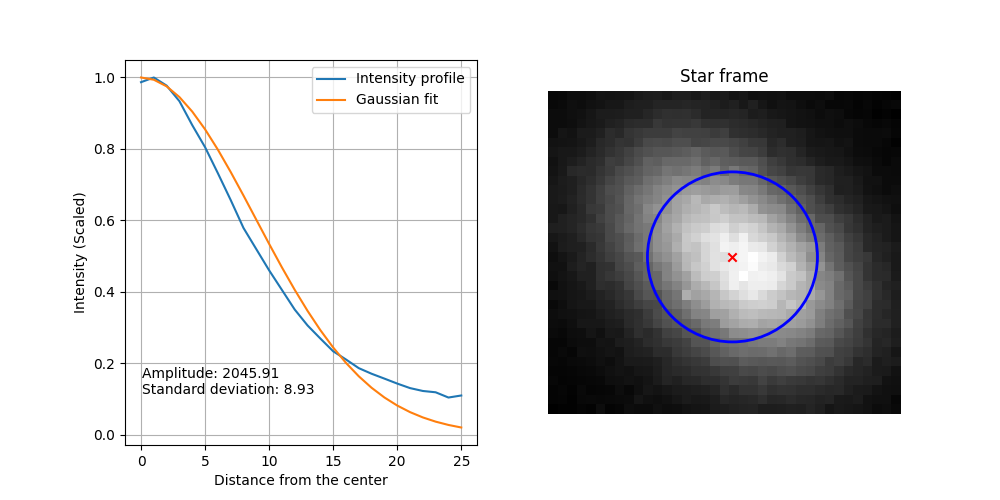 Intensity (Scaled)
1.0
0.8
0.6
0.4
0.2
0.0
Intensity profile
Gaussian fit
Amplitude: 2045.91
Standard deviation: 8.93
0 5 10 15 20 25
Distance from the center
Star frame